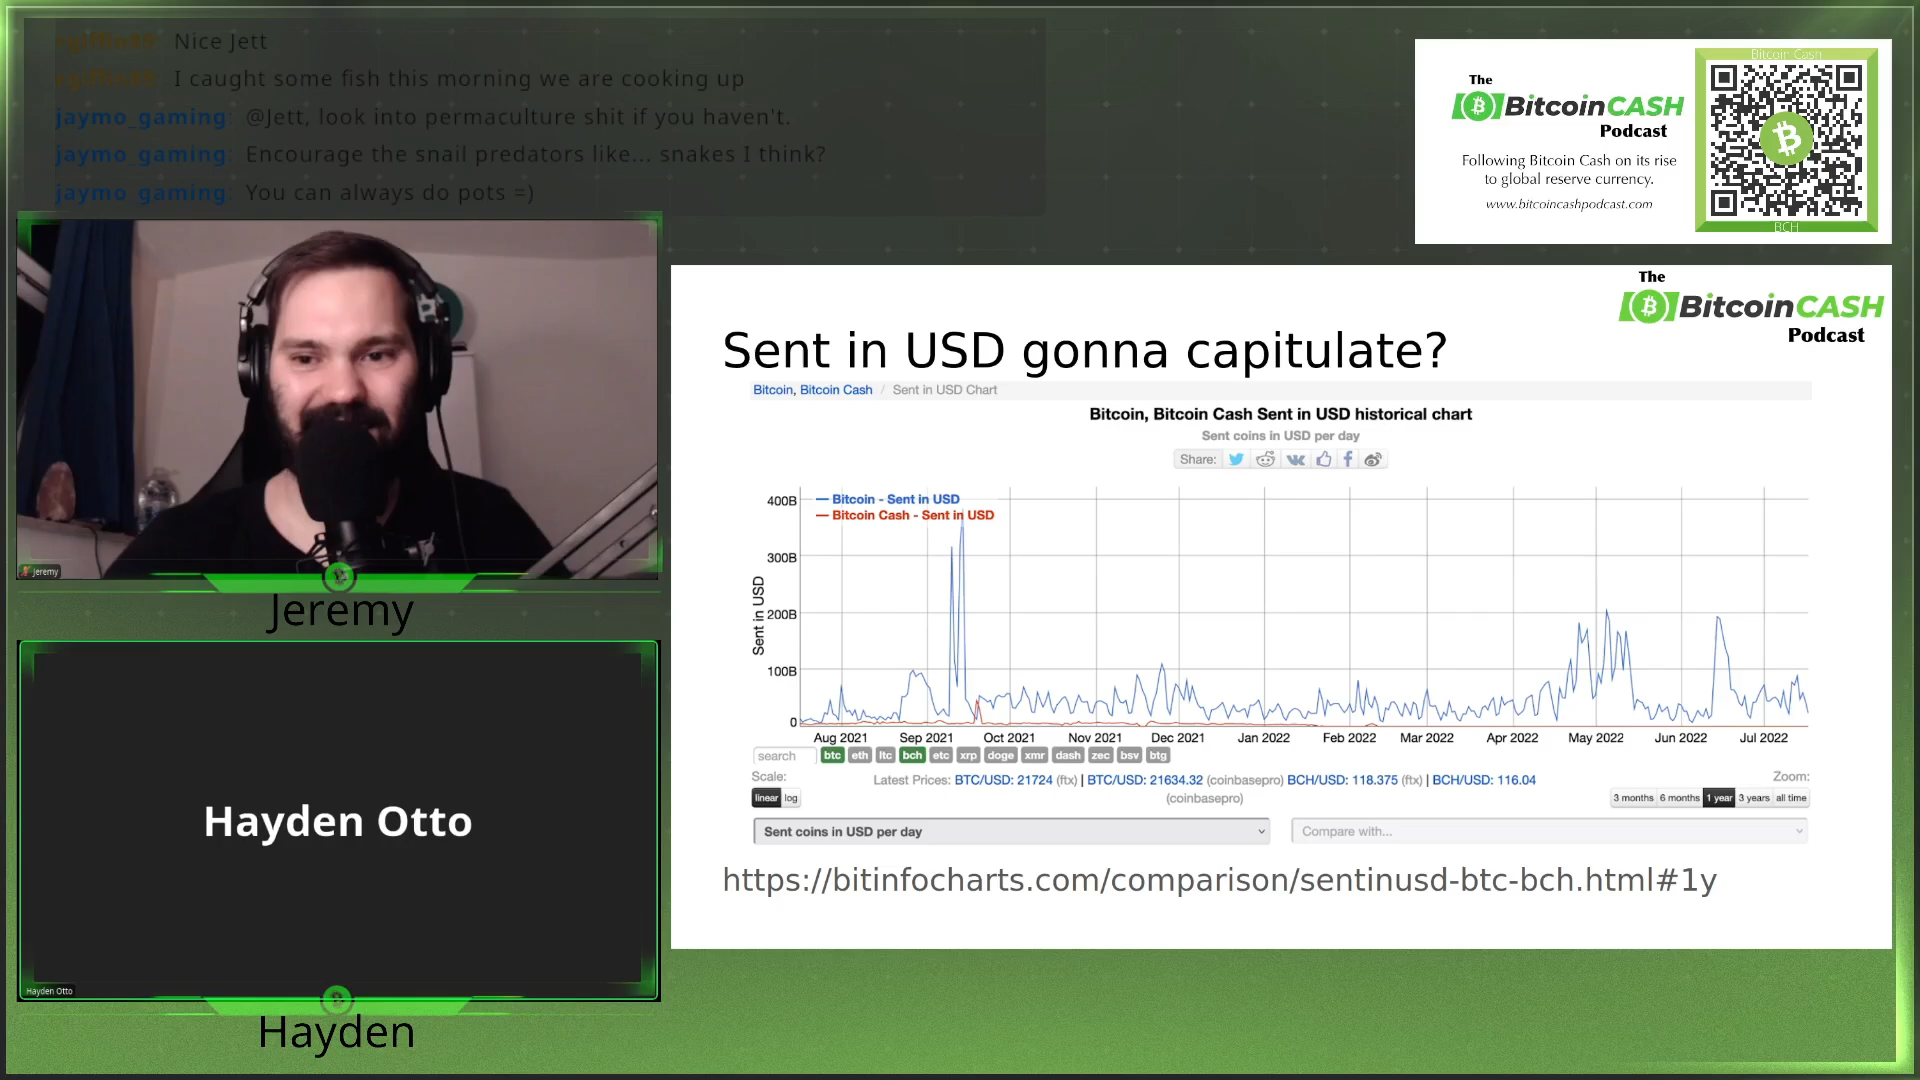 Nice Jett
I caught some fish this morning we are cooking up
jaymo_gaming: @Jett, look into permaculture shit if you haven't.
jaymo_gaming: Encourage the snail predators like... snakes I think?
jaymo_gaming: You can always do pots =)
The
BitcoinCASH
Podcast
Following Bitcoin Cash on its rise
to global reserve currency.
www.bitcoincashpodcast.com
Bitcoin Cash
BCH
Jeremy
Jeremy
Hayden Otto
Hayden Otto
Hayden
The
BitcoinCASH
Podcast
Sent in USD gonna capitulate?
Bitcoin, Bitcoin Cash / Sent in USD Chart
Bitcoin, Bitcoin Cash Sent in USD historical chart
Sent coins in USD per day
Share:
Bitcoin - Sent in USD
Bitcoin Cash - Sent in USD
Sent in USD
400B
300B
200B
100B
0
Aug 2021 Sep 2021 Oct 2021 Nov 2021 Dec 2021 Jan 2022 Feb 2022 Mar 2022 Apr 2022 May 2022 Jun 2022 Jul 2022
search btc eth ltc bch etc xrp doge xmr dash zec bsv btg
Scale:
linear log
Latest Prices: BTC/USD: 21724 (ftx) | BTC/USD: 21634.32 (coinbasepro) BCH/USD: 118.375 (ftx) | BCH/USD: 116.04
(coinbasepro)
Zoom:
3 months 6 months 1 year 3 years all time
Sent coins in USD per day
Compare with...
https://bitinfocharts.com/comparison/sentinusd-btc-bch.html#1y